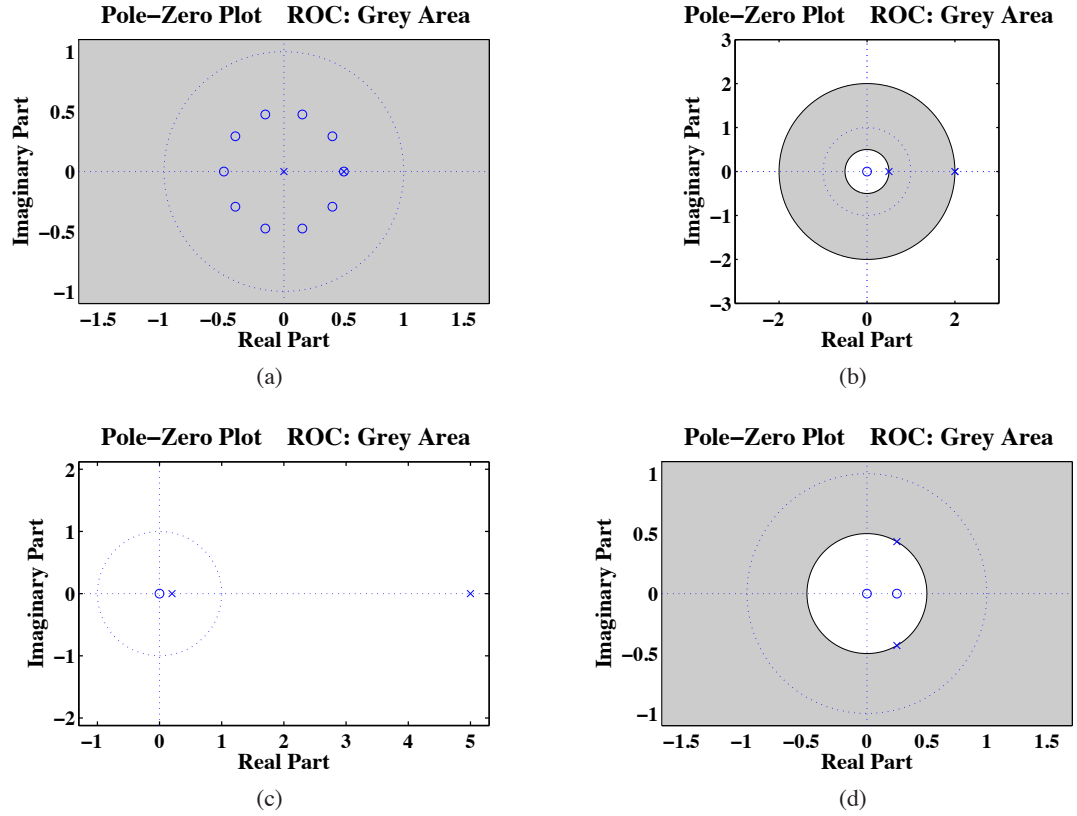 Pole−Zero Plot ROC: Grey Area
1
0.5
0
−0.5
−1
Imaginary Part
−1.5 −1 −0.5 0 0.5 1 1.5
Real Part
(a)
Pole−Zero Plot ROC: Grey Area
3
2
1
0
−1
−2
−3
Imaginary Part
−2 0 2
Real Part
(b)
Pole−Zero Plot ROC: Grey Area
2
1
0
−1
−2
Imaginary Part
−1 0 1 2 3 4 5
Real Part
(c)
Pole−Zero Plot ROC: Grey Area
1
0.5
0
−0.5
−1
Imaginary Part
−1.5 −1 −0.5 0 0.5 1 1.5
Real Part
(d)